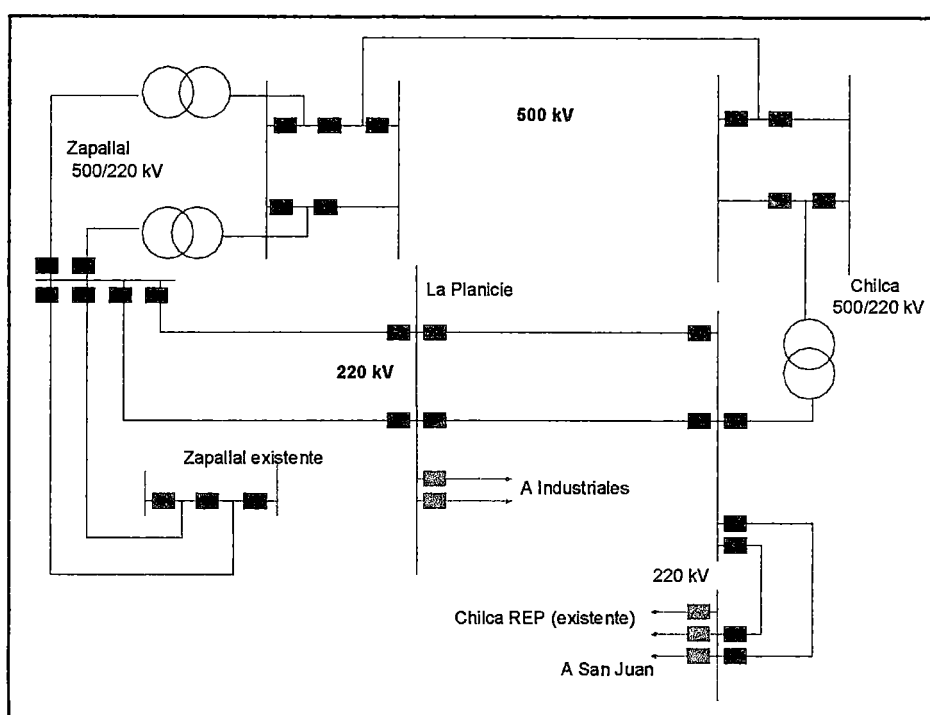 500 kV
Zapallal
500/220 kV
Chilca
500/220 kV
La Planicie
220 kV
Zapallal existente
A Industriales
220 kV
Chilca REP (existente)
A San Juan